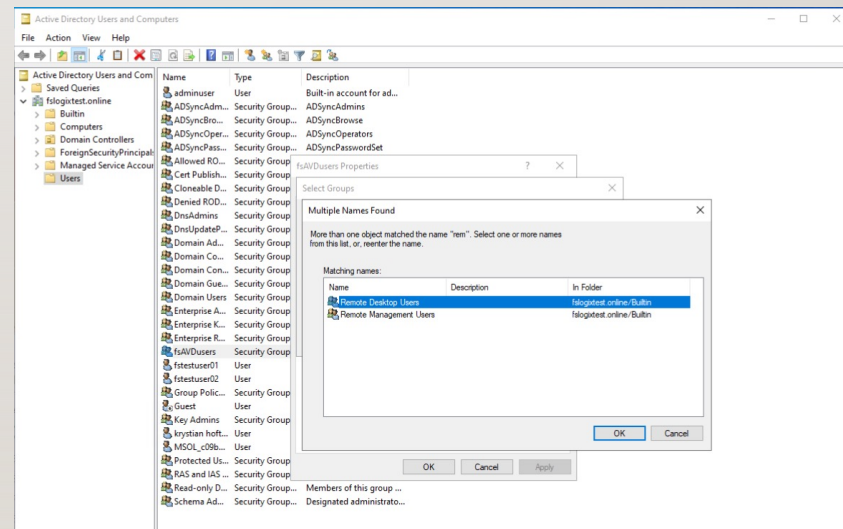 Active Directory Users and Computers
File Action View Help
Active Directory Users and Com
Saved Queries
fslogixtest.online
Builtin
Computers
Domain Controllers
ForeignSecurityPrincipals
Managed Service Accour
Users
Name Type Description
adminuser User Built-in account for ad...
ADSyncAdm... Security Group... ADSyncAdmins
ADSyncBro... Security Group... ADSyncBrowse
ADSyncOper... Security Group... ADSyncOperators
ADSyncPass... Security Group... ADSyncPasswordSet
Allowed RO... Security Group
Cert Publish... Security Group
Cloneable D... Security Group
Denied ROD... Security Group
DnsAdmins Security Group
DnsUpdateP... Security Group
Domain Ad... Security Group
Domain Co... Security Group
Domain Con... Security Group
Domain Gue... Security Group
Domain Users Security Group
Enterprise A... Security Group
Enterprise K... Security Group
Enterprise R... Security Group
fsAVDusers Security Group
fstestuser01 User
fstestuser02 User
Group Polic... Security Group
Guest User
Key Admins Security Group
krystian hoft... User
MSOL_c09b... User
Protected Us... Security Group
RAS and IAS ... Security Group
Read-only D... Security Group... Members of this group ...
Schema Ad... Security Group... Designated administrato...
fsAVDusers Properties
Select Groups
Multiple Names Found
More than one object matched the name "rem". Select one or more names
from this list, or, reenter the name.
Matching names:
Name Description In Folder
Remote Desktop Users fslogixtest.online/Builtin
Remote Management Users fslogixtest.online/Builtin
OK Cancel
OK Cancel Apply